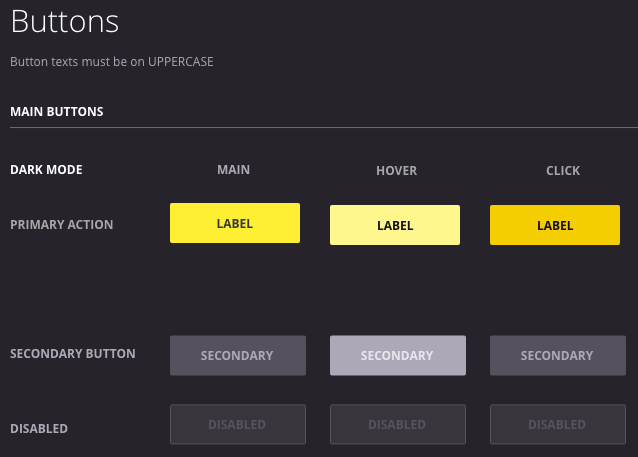 Buttons
Button texts must be on UPPERCASE
MAIN BUTTONS
DARK MODE MAIN HOVER CLICK
PRIMARY ACTION LABEL LABEL LABEL
SECONDARY BUTTON SECONDARY SECONDARY SECONDARY
DISABLED DISABLED DISABLED DISABLED